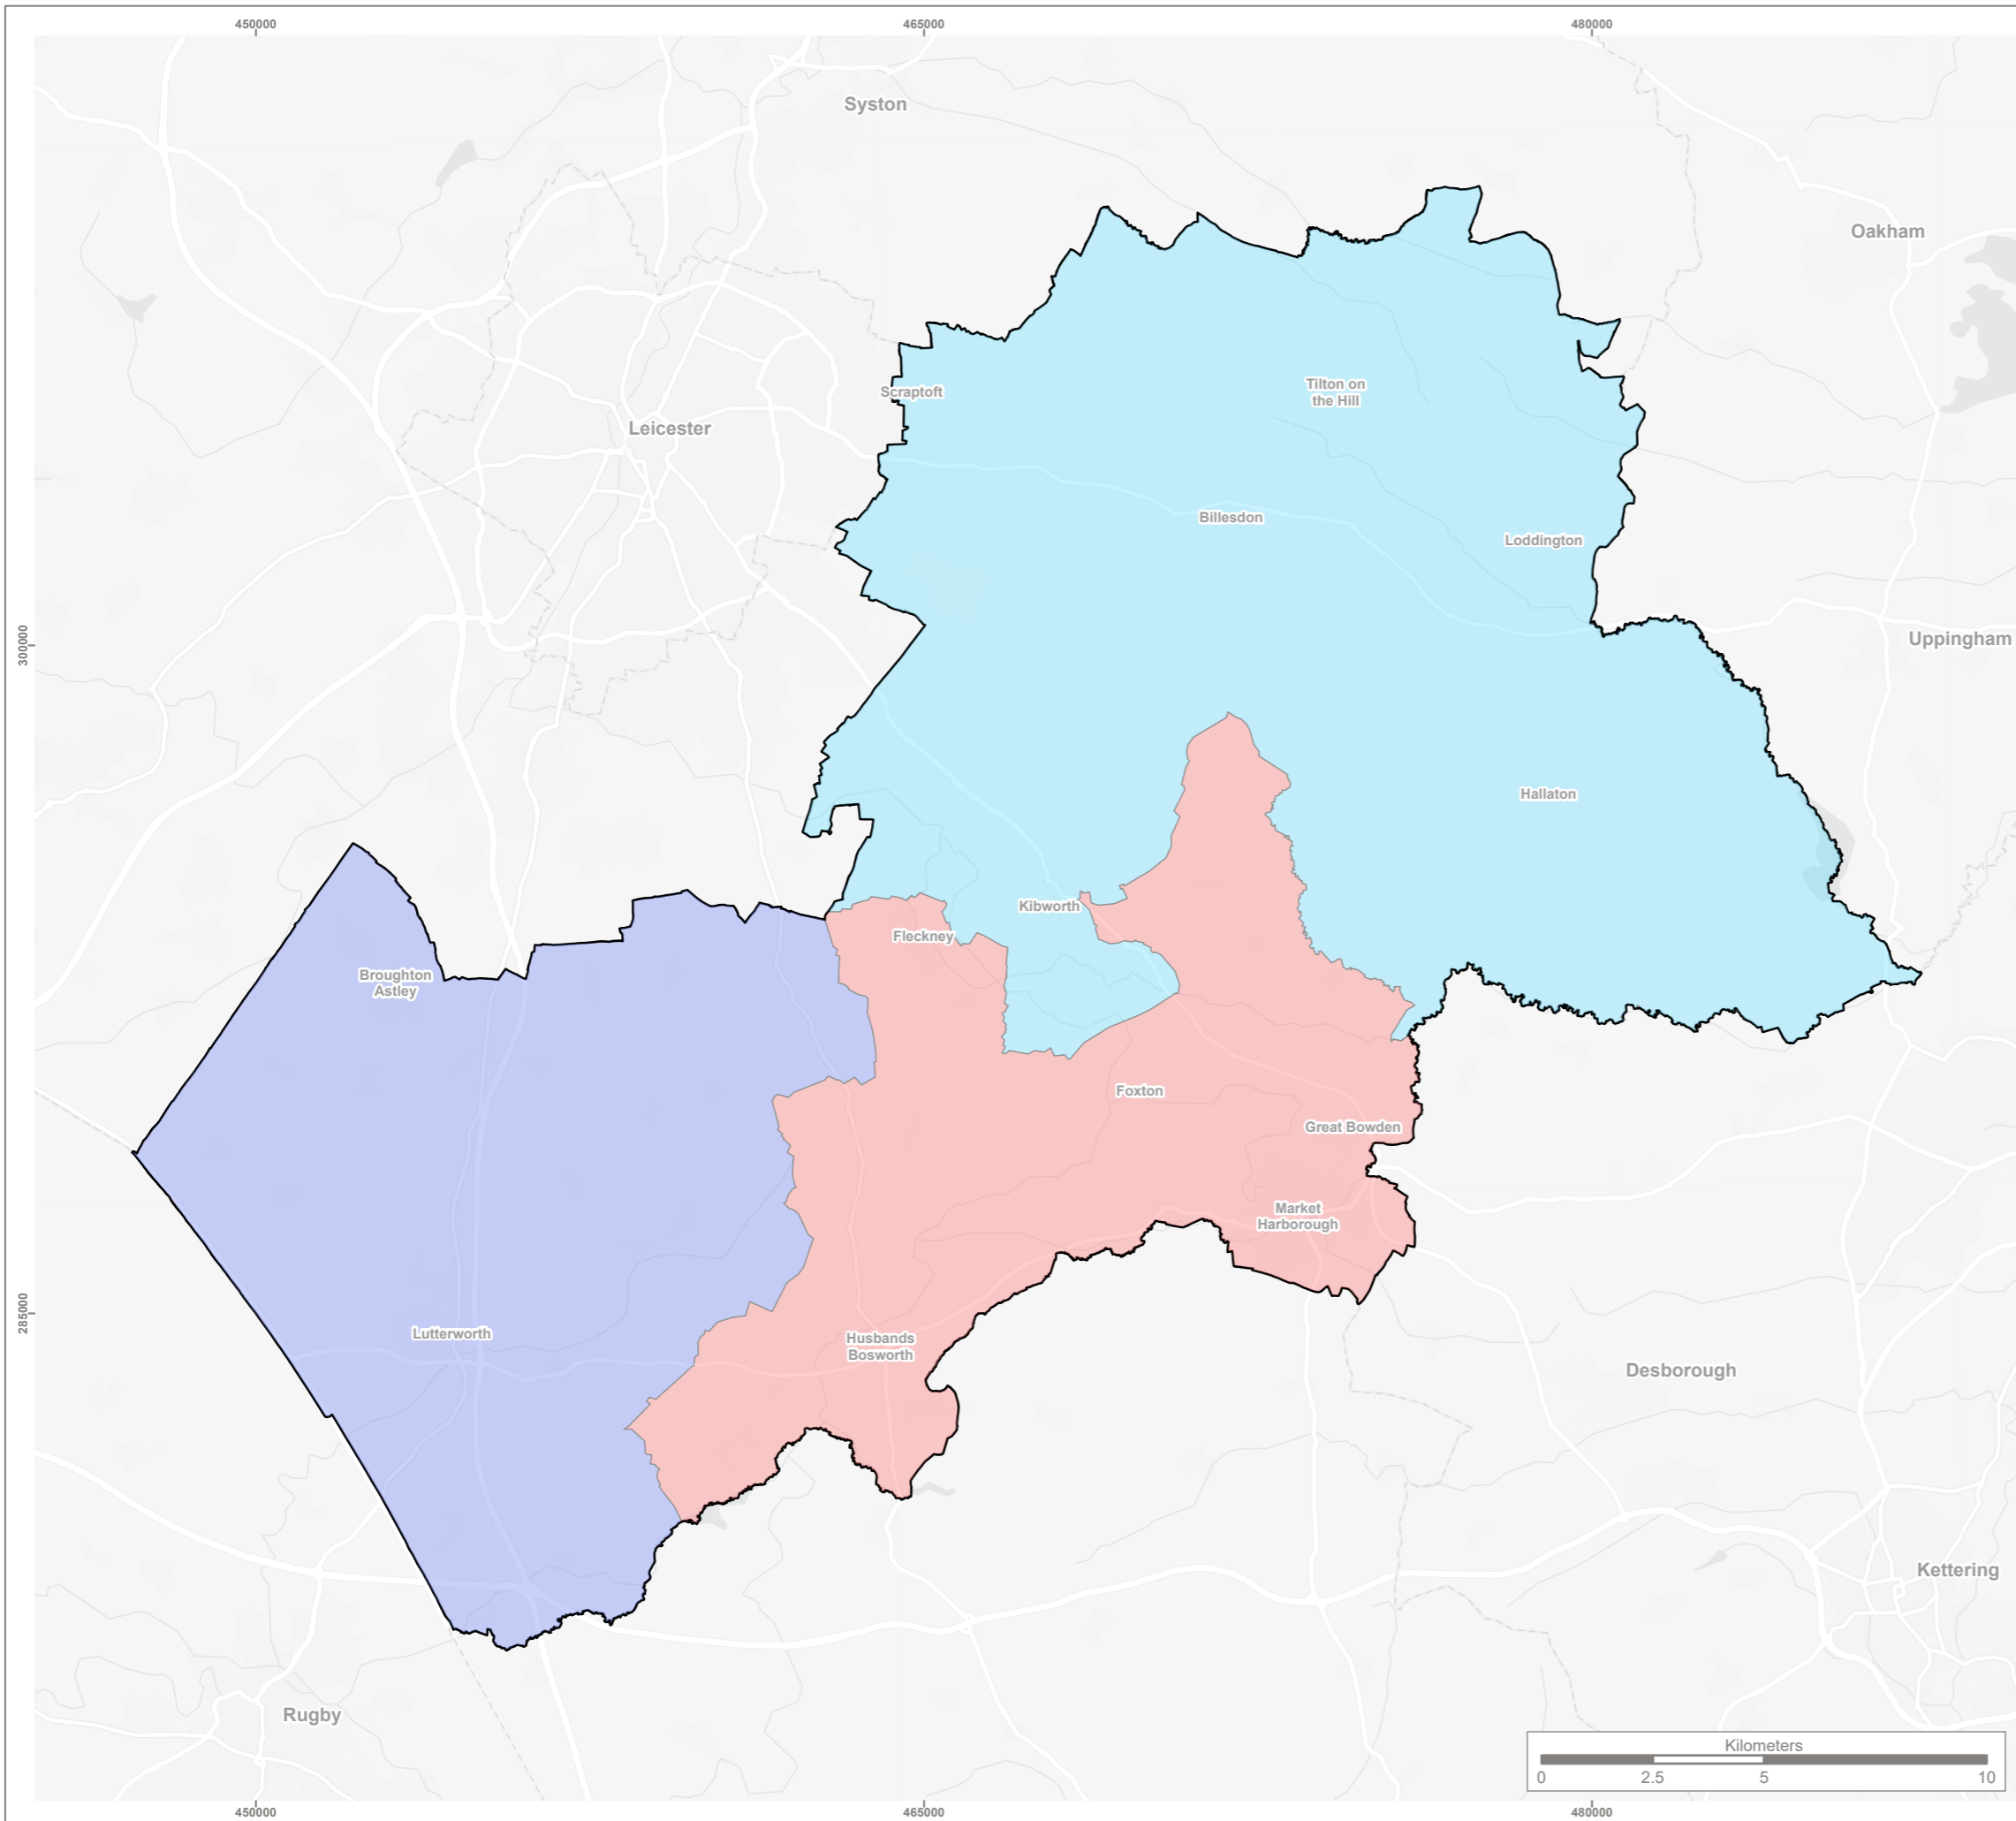 450000
465000
480000
Syston
Oakham
Scraptoft
Tilton on
the Hill
Leicester
Billesdon
Loddington
300000
Uppingham
Hallaton
Kibworth
Fleckney
Broughton
Astley
Foxton
Great Bowden
Market
Harborough
285000
Lutterworth
Husbands
Bosworth
Desborough
Kettering
Rugby
Kilometers
0
2.5
5
10
450000
465000
480000